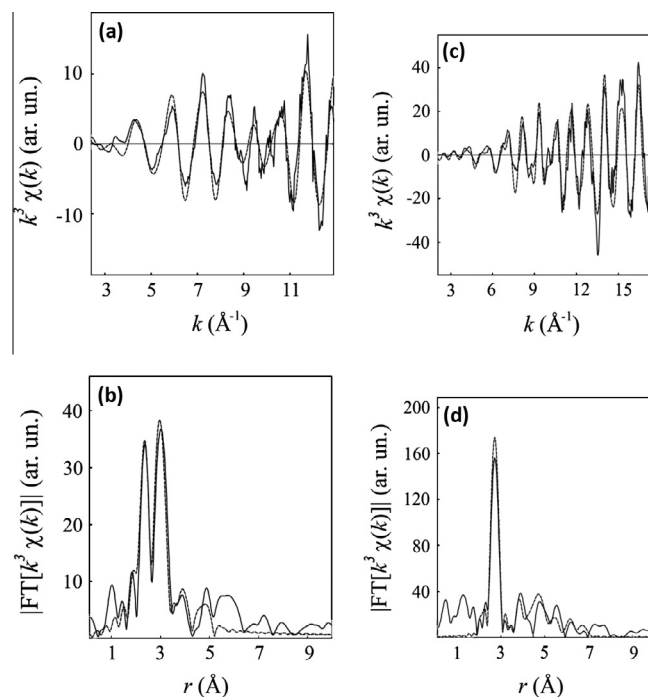 (a)
10
0
-10
k³ χ(k) (ar. un.)
3 5 7 9 11
k (Å⁻¹)
(c)
40
20
0
-20
-40
k³ χ(k) (ar. un.)
3 6 9 12 15
k (Å⁻¹)
(b)
40
30
20
10
|FT[k³ χ(k)]| (ar. un.)
1 3 5 7 9
r (Å)
(d)
200
160
120
80
40
|FT[k³ χ(k)]| (ar. un.)
1 3 5 7 9
r (Å)